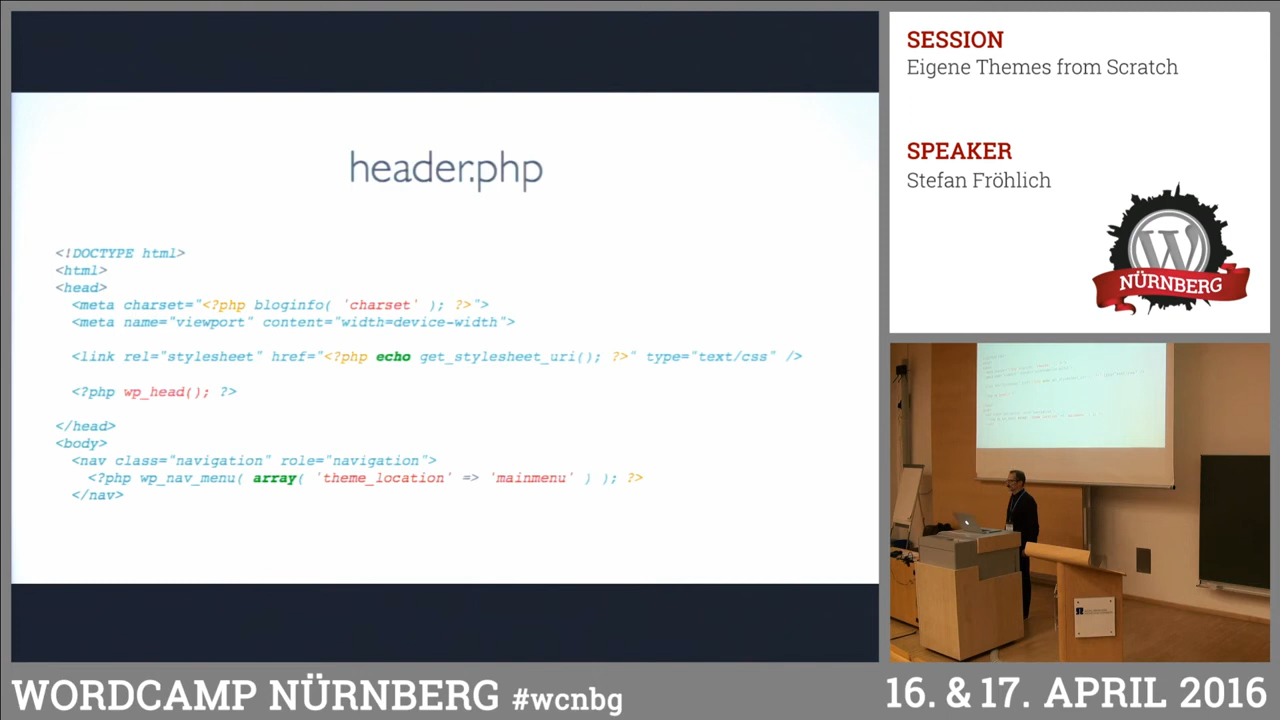 header.php
<!DOCTYPE html>
<html>
<head>
<meta charset="<?php bloginfo( 'charset' ); ?>">
<meta name="viewport" content="width=device-width">
<link rel="stylesheet" href="<?php echo get_stylesheet_uri(); ?>" type="text/css" />
<?php wp_head(); ?>
</head>
<body>
<nav class="navigation" role="navigation">
<?php wp_nav_menu( array( 'theme_location' => 'mainmenu' ) ); ?>
</nav>
SESSION
Eigene Themes from Scratch
SPEAKER
Stefan Fröhlich
W
NÜRNBERG
WORDCAMP NÜRNBERG #wcnbg
16. & 17. APRIL 2016